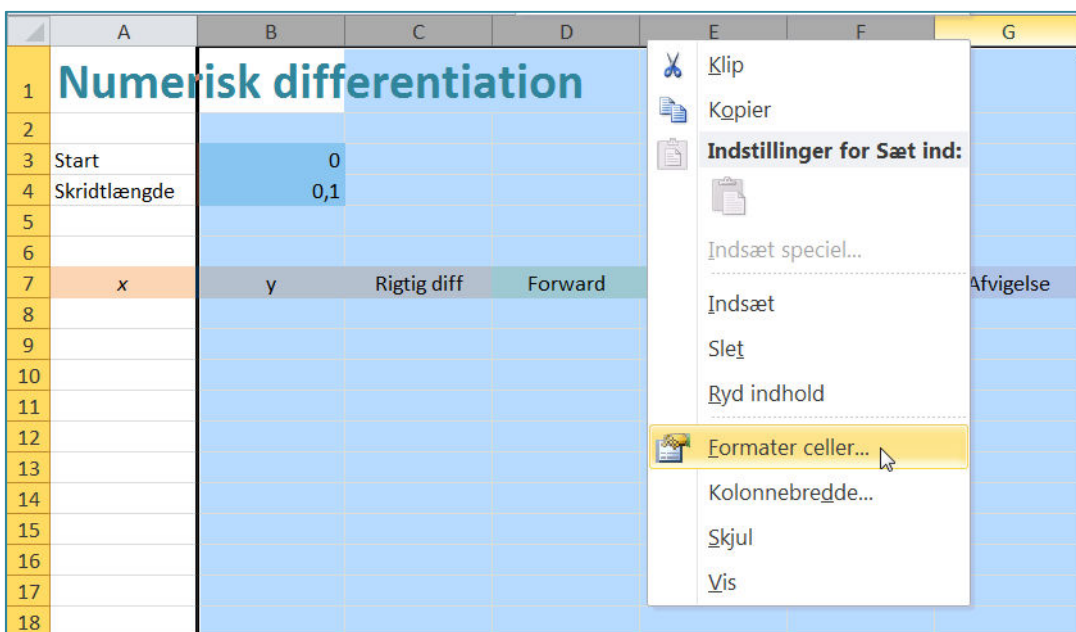 A B C D E F G
1 Numerisk differentiation
2
3 Start 0
4 Skridtlængde 0,1
5
6
7 x y Rigtig diff Forward Afvigelse
8
9
10
11
12
13
14
15
16
17
18
Klip
Kopier
Indstillinger for Sæt ind:
Indsæt speciel...
Indsæt
Slet
Ryd indhold
Formater celler...
Kolonnebredde...
Skjul
Vis